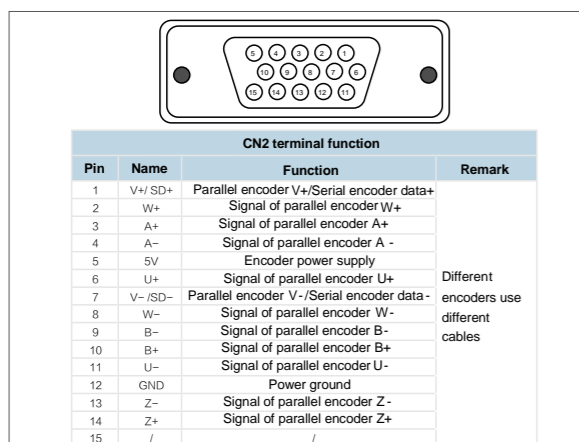 5 4 3 2 1
10 9 8 7 6
15 14 13 12 11
CN2 terminal function
Pin Name Function Remark
1 V+/ SD+ Parallel encoder V+/Serial encoder data+
2 W+ Signal of parallel encoder W+
3 A+ Signal of parallel encoder A+
4 A− Signal of parallel encoder A -
5 5V Encoder power supply
6 U+ Signal of parallel encoder U+
7 V− /SD− Parallel encoder V-/Serial encoder data-
8 W− Signal of parallel encoder W-
9 B− Signal of parallel encoder B-
10 B+ Signal of parallel encoder B+
11 U− Signal of parallel encoder U-
12 GND Power ground
13 Z− Signal of parallel encoder Z -
14 Z+ Signal of parallel encoder Z+
15 / /
Different
encoders use
different
cables